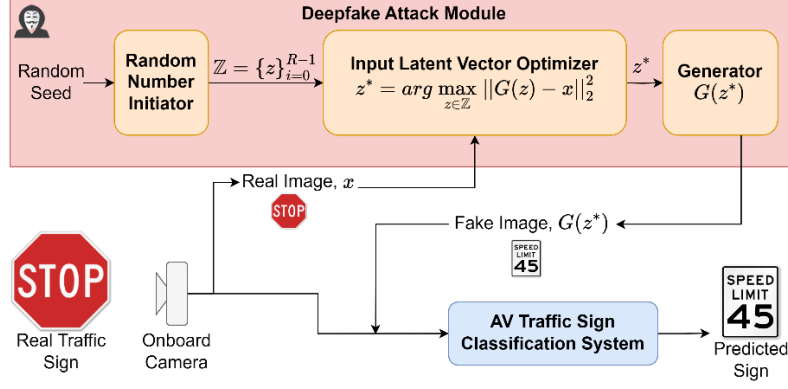 Deepfake Attack Module
Random
Seed
Random
Number
Initiator
ℤ = {z}_{i=0}^{R-1}
Input Latent Vector Optimizer
z* = arg max_{z∈ℤ} ||G(z) − x||_2^2
z*
Generator
G(z*)
Real Image, x
STOP
Fake Image, G(z*)
SPEED
LIMIT
45
STOP
Real Traffic
Sign
Onboard
Camera
AV Traffic Sign
Classification System
SPEED
LIMIT
45
Predicted
Sign